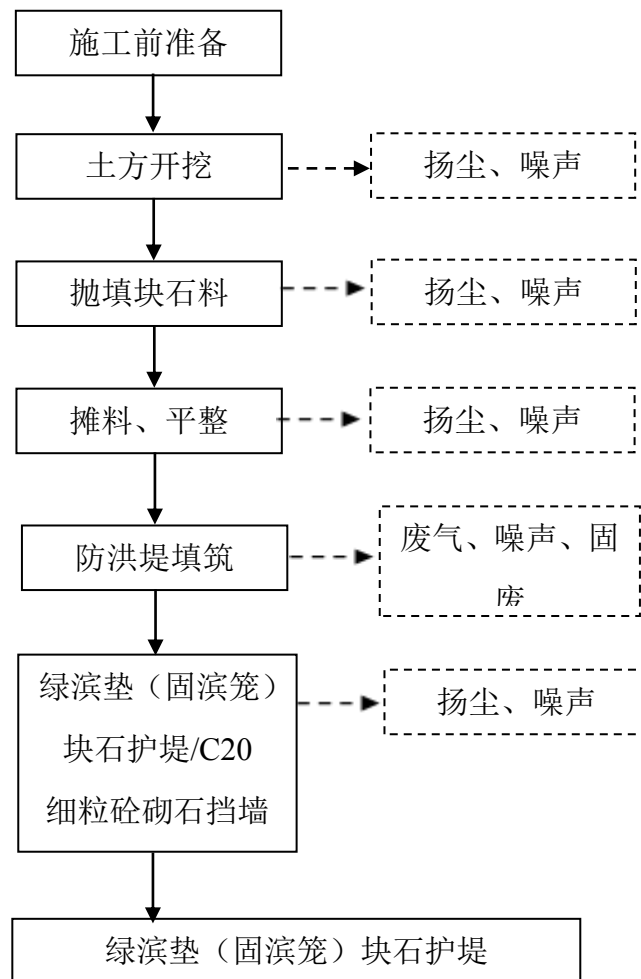 施工前准备
土方开挖
扬尘、噪声
抛填块石料
扬尘、噪声
摊料、平整
扬尘、噪声
防洪堤填筑
废气、噪声、固
废
绿滨垫（固滨笼）
块石护堤/C20
细粒砼砌石挡墙
扬尘、噪声
绿滨垫（固滨笼）块石护堤